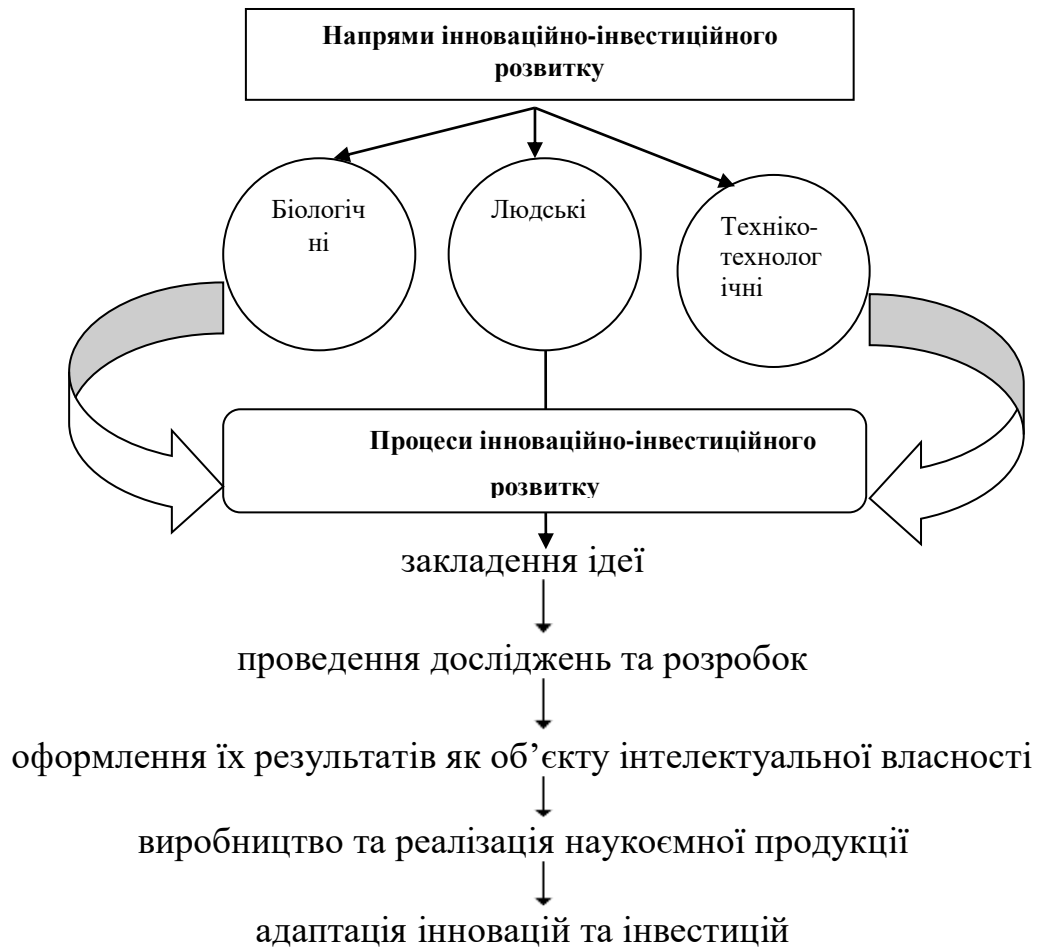 Напрями інноваційно-інвестиційного
розвитку
Біологіч
ні
Людські
Техніко-
технолог
ічні
Процеси інноваційно-інвестиційного
розвитку
закладення ідеї
проведення досліджень та розробок
оформлення їх результатів як об’єкту інтелектуальної власності
виробництво та реалізація наукоємної продукції
адаптація інновацій та інвестицій